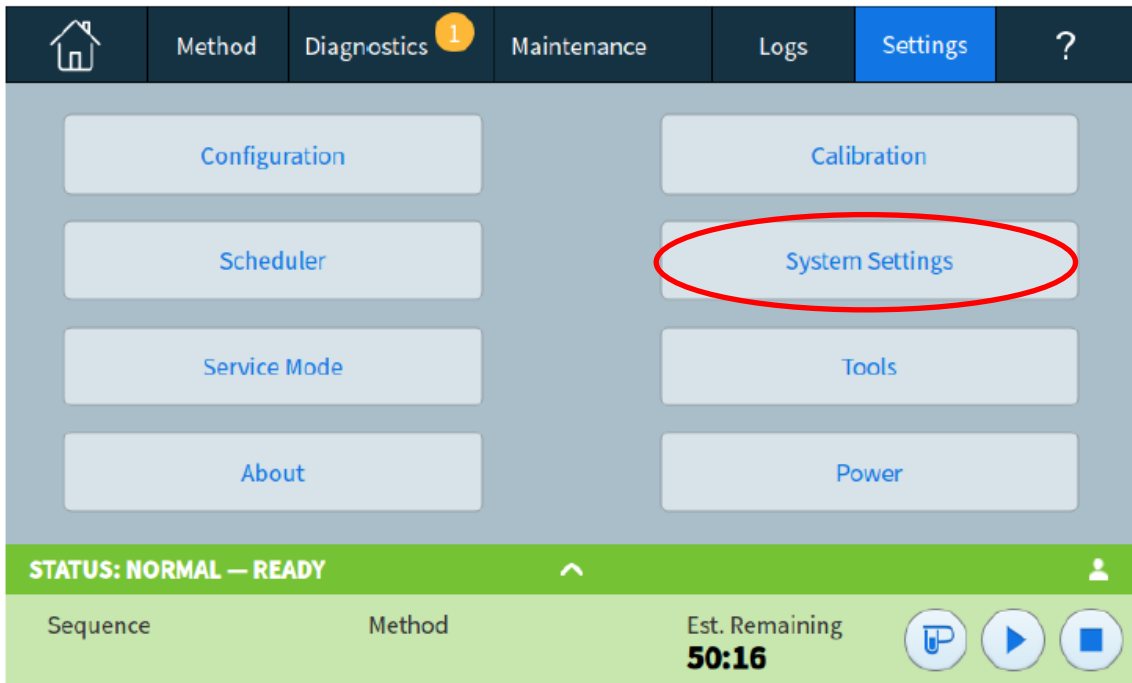 Method Diagnostics 1 Maintenance Logs Settings ?
Configuration Calibration
Scheduler System Settings
Service Mode Tools
About Power
STATUS: NORMAL — READY
Sequence Method Est. Remaining
50:16